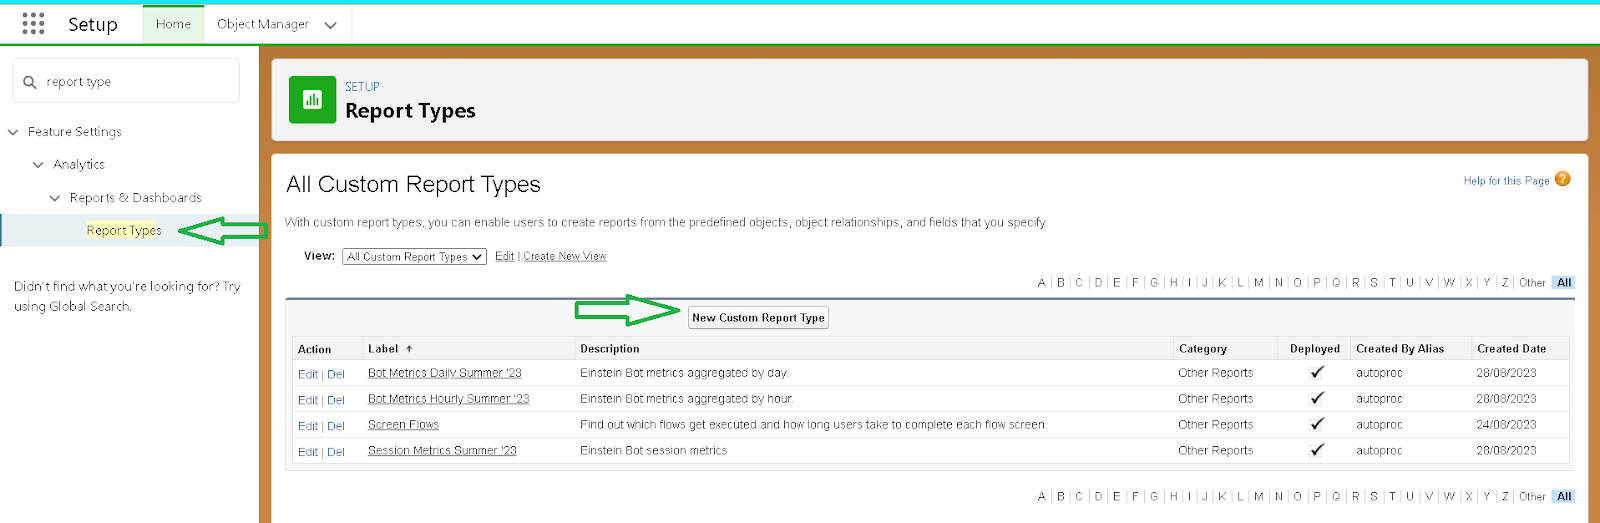 Setup Home Object Manager
report type
Feature Settings
Analytics
Reports & Dashboards
Report Types
Didn't find what you're looking for? Try
using Global Search.
SETUP
Report Types
All Custom Report Types
Help for this Page ?
With custom report types, you can enable users to create reports from the predefined objects, object relationships, and fields that you specify.
View: All Custom Report Types Edit | Create New View
A | B | C | D | E | F | G | H | I | J | K | L | M | N | O | P | Q | R | S | T | U | V | W | X | Y | Z | Other All
New Custom Report Type
Action Label Description Category Deployed Created By Alias Created Date
Edit | Del Bot Metrics Daily Summer '23 Einstein Bot metrics aggregated by day. Other Reports ✓ autoproc 28/08/2023
Edit | Del Bot Metrics Hourly Summer '23 Einstein Bot metrics aggregated by hour. Other Reports ✓ autoproc 28/08/2023
Edit | Del Screen Flows Find out which flows get executed and how long users take to complete each flow screen. Other Reports ✓ autoproc 24/08/2023
Edit | Del Session Metrics Summer '23 Einstein Bot session metrics Other Reports ✓ autoproc 28/08/2023
A | B | C | D | E | F | G | H | I | J | K | L | M | N | O | P | Q | R | S | T | U | V | W | X | Y | Z | Other All